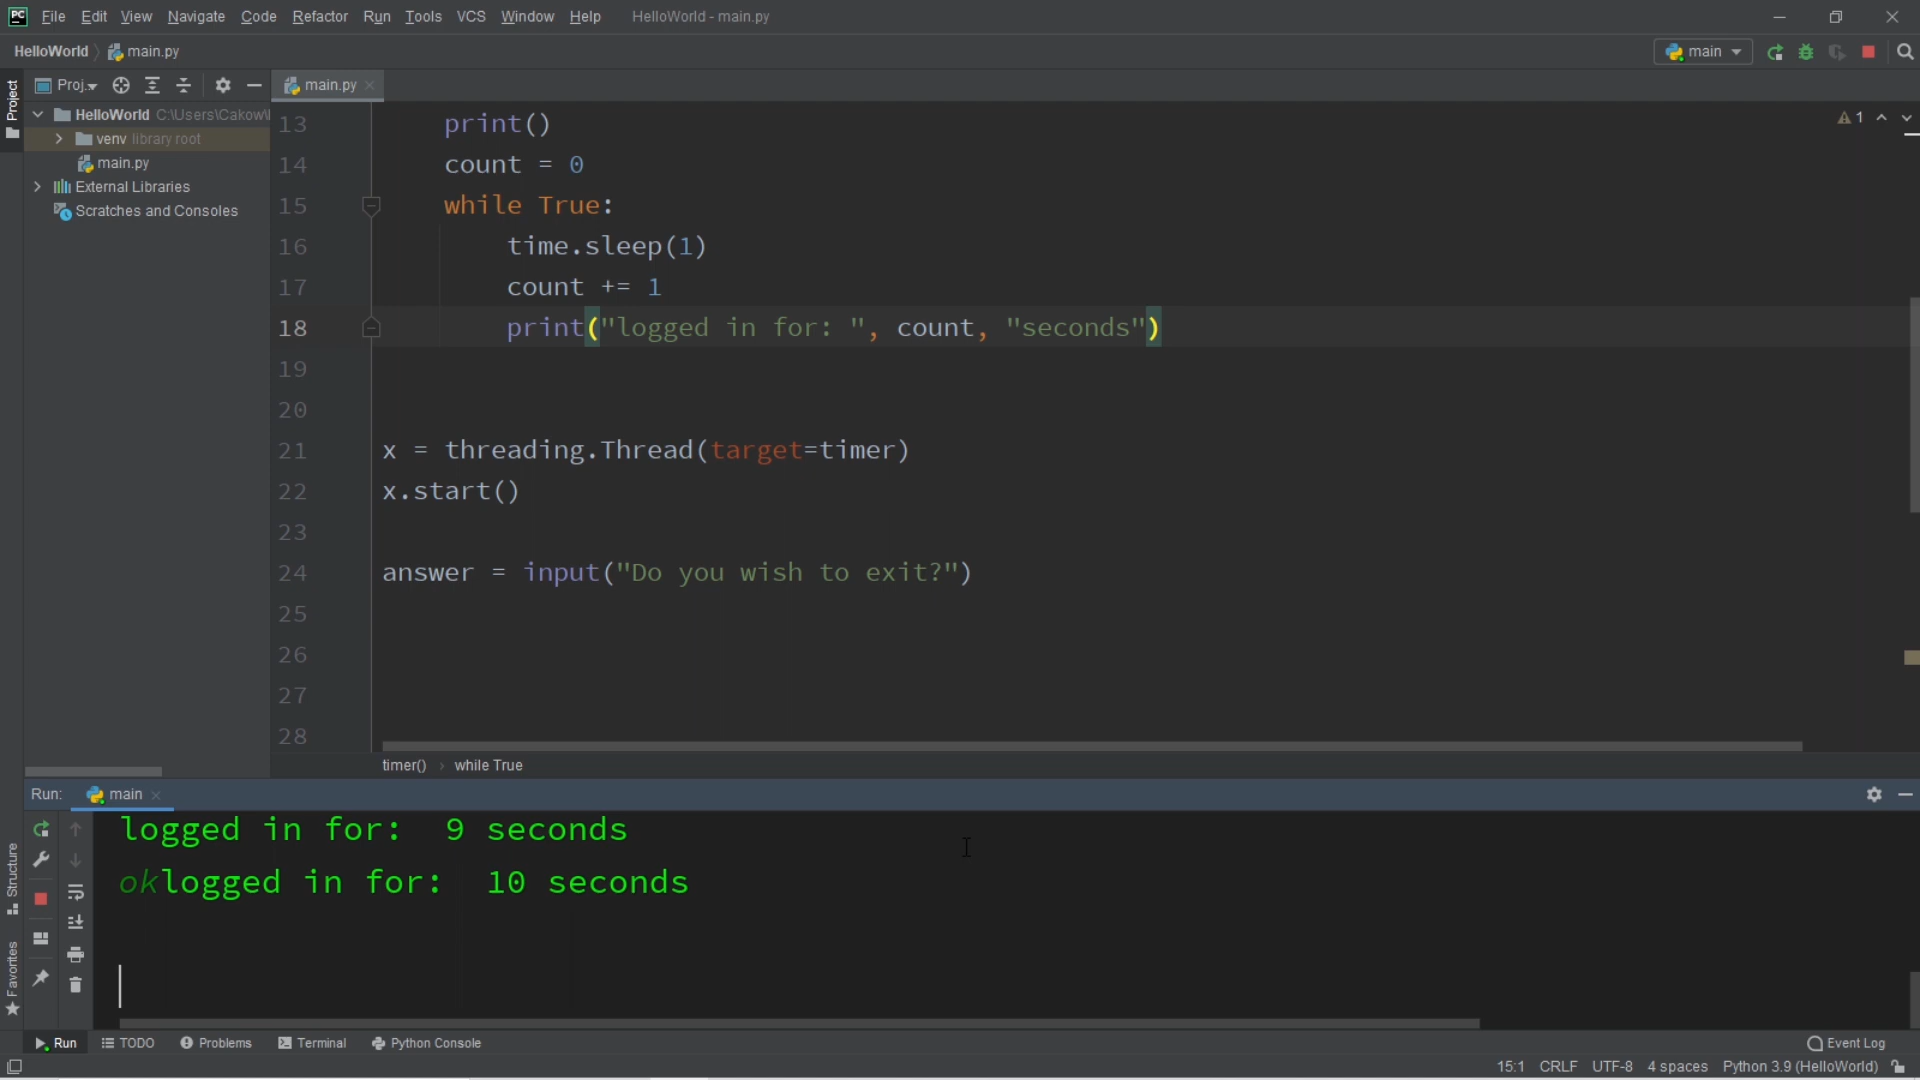 PC File Edit View Navigate Code Refactor Run Tools VCS Window Help HelloWorld - main.py
HelloWorld main.py
main
Project
Proj.
main.py
HelloWorld C:\Users\Cakow\
venv library root
main.py
External Libraries
Scratches and Consoles
1
13 print()
14 count = 0
15 while True:
16 time.sleep(1)
17 count += 1
18 print("logged in for: ", count, "seconds")
19
20
21 x = threading.Thread(target=timer)
22 x.start()
23
24 answer = input("Do you wish to exit?")
25
26
27
28
timer() while True
Run: main
logged in for:  9 seconds
oklogged in for:  10 seconds
Structure
Favorites
Run TODO Problems Terminal Python Console Event Log
15:1 CRLF UTF-8 4 spaces Python 3.9 (HelloWorld)